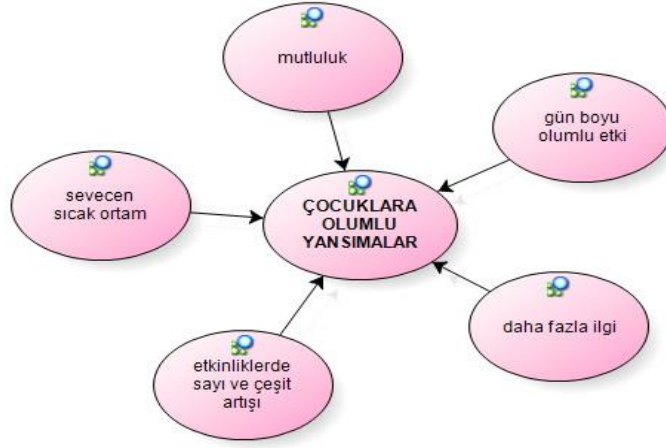 mutluluk
gün boyu
olumlu etki
sevecen
sıcak ortam
ÇOCUKLARA
OLUMLU
YANSIMALAR
daha fazla ilgi
etkinliklerde
sayı ve çeşit
artışı